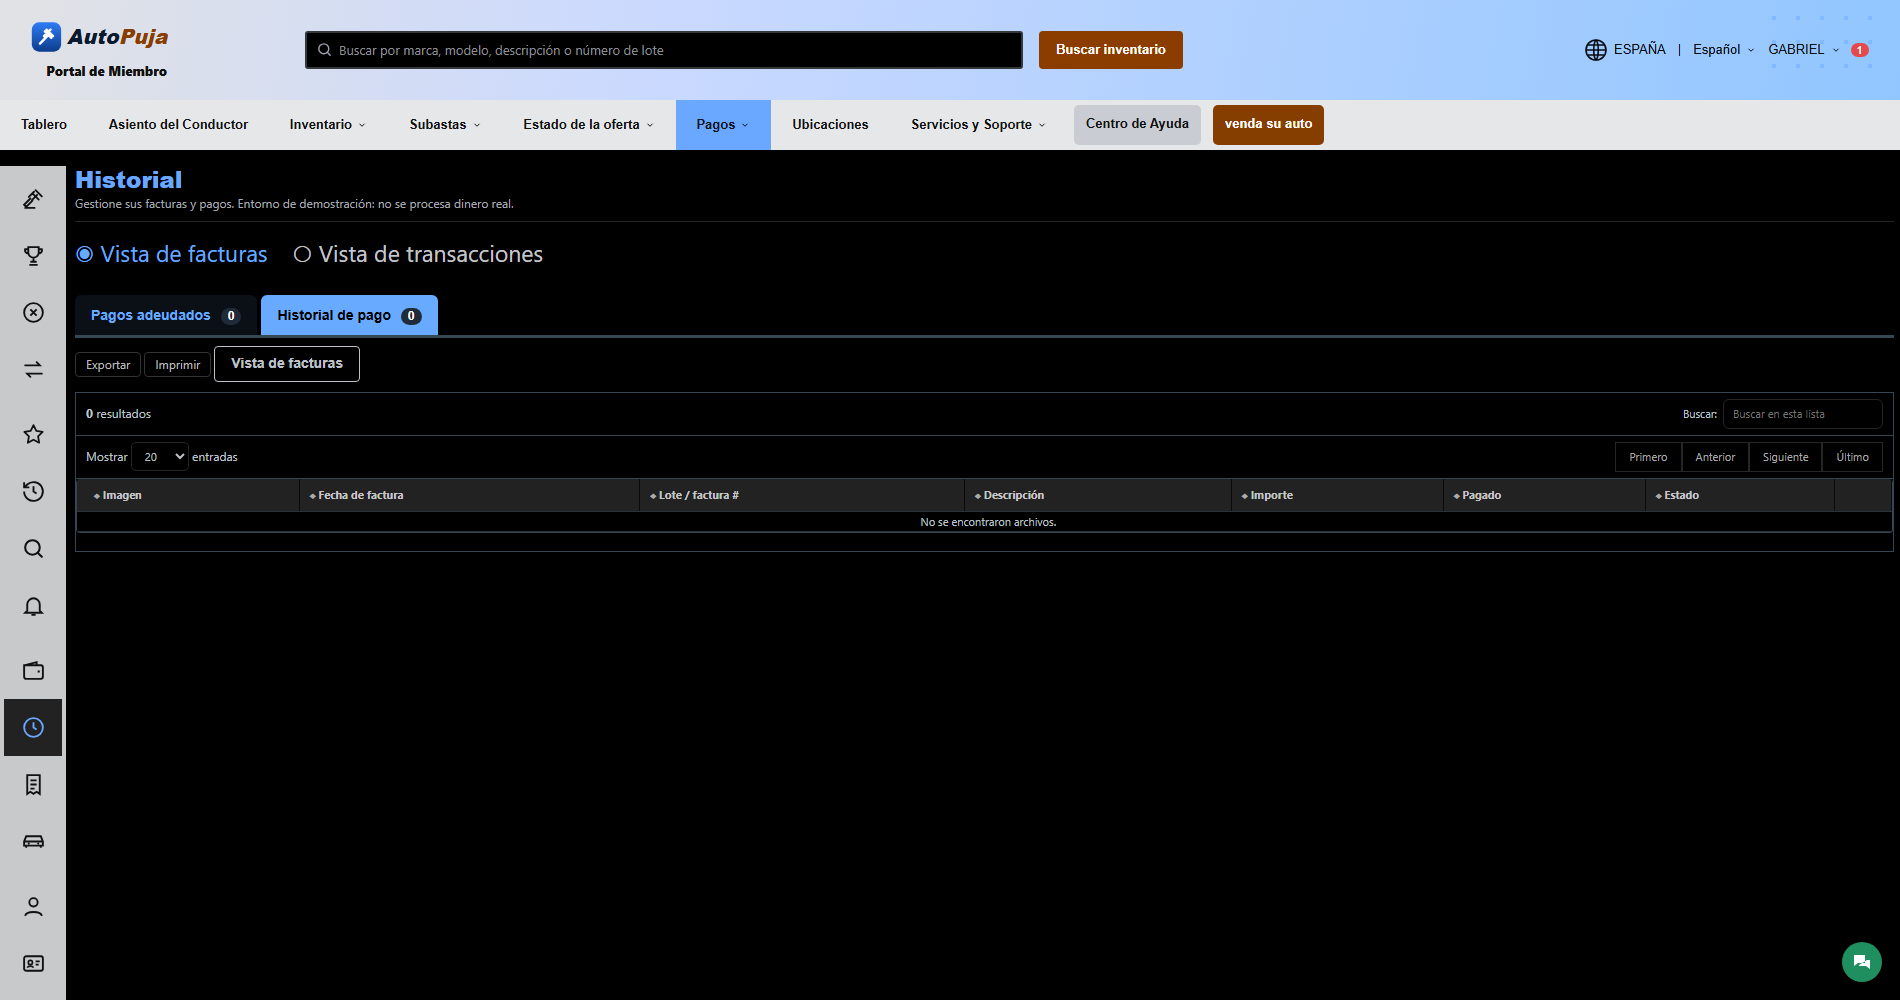 AutoPuja
Portal de Miembro
Buscar por marca, modelo, descripción o número de lote
Buscar inventario
ESPAÑA | Español GABRIEL 1
Tablero Asiento del Conductor Inventario Subastas Estado de la oferta Pagos Ubicaciones Servicios y Soporte Centro de Ayuda venda su auto
Historial
Gestione sus facturas y pagos. Entorno de demostración: no se procesa dinero real.
Vista de facturas Vista de transacciones
Pagos adeudados 0 Historial de pago 0
Exportar Imprimir Vista de facturas
0 resultados Buscar: Buscar en esta lista
Mostrar 20 entradas Primero Anterior Siguiente Último
Imagen Fecha de factura Lote / factura # Descripción Importe Pagado Estado
No se encontraron archivos.